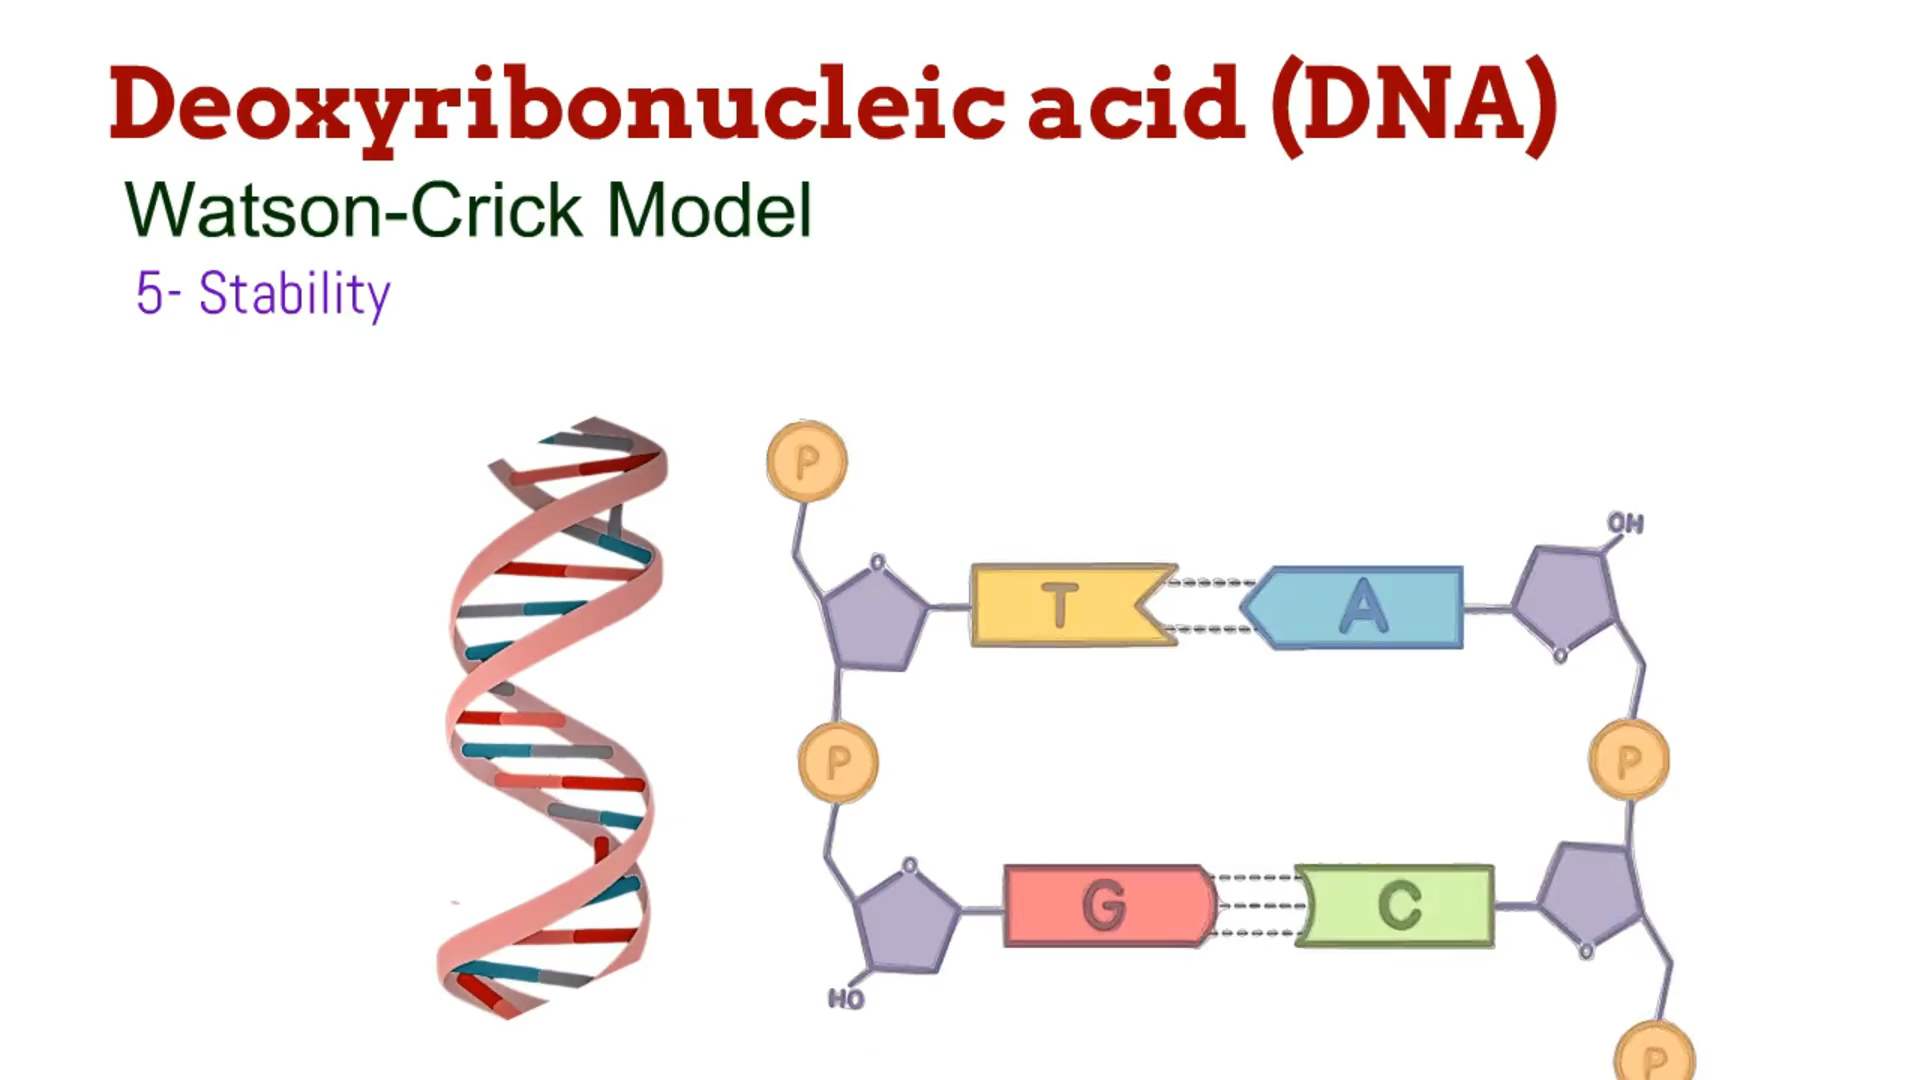 Deoxyribonucleic acid (DNA)
Watson-Crick Model
5- Stability
P
OH
O
T
A
O
P
P
O
G
C
O
HO
P